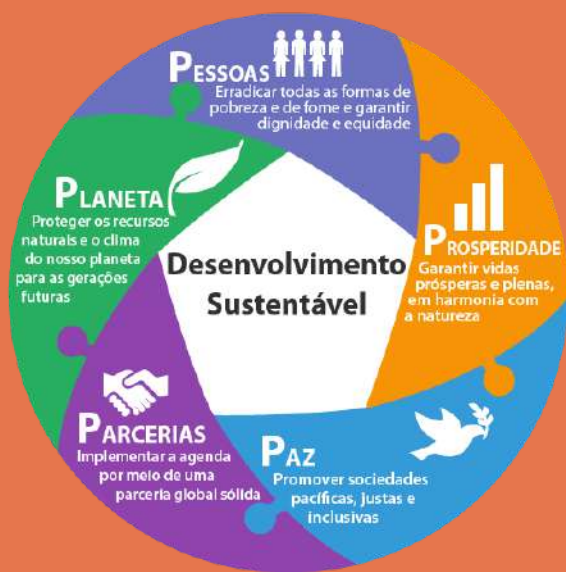 PESSOAS
Erradicar todas as formas de
pobreza e de fome e garantir
dignidade e equidade
PROSPERIDADE
Garantir vidas
prósperas e plenas,
em harmonia com
a natureza
PAZ
Promover sociedades
pacíficas, justas e
inclusivas
PARCERIAS
Implementar a agenda
por meio de uma
parceria global sólida
PLANETA
Proteger os recursos
naturais e o clima
do nosso planeta
para as gerações
futuras
Desenvolvimento
Sustentável